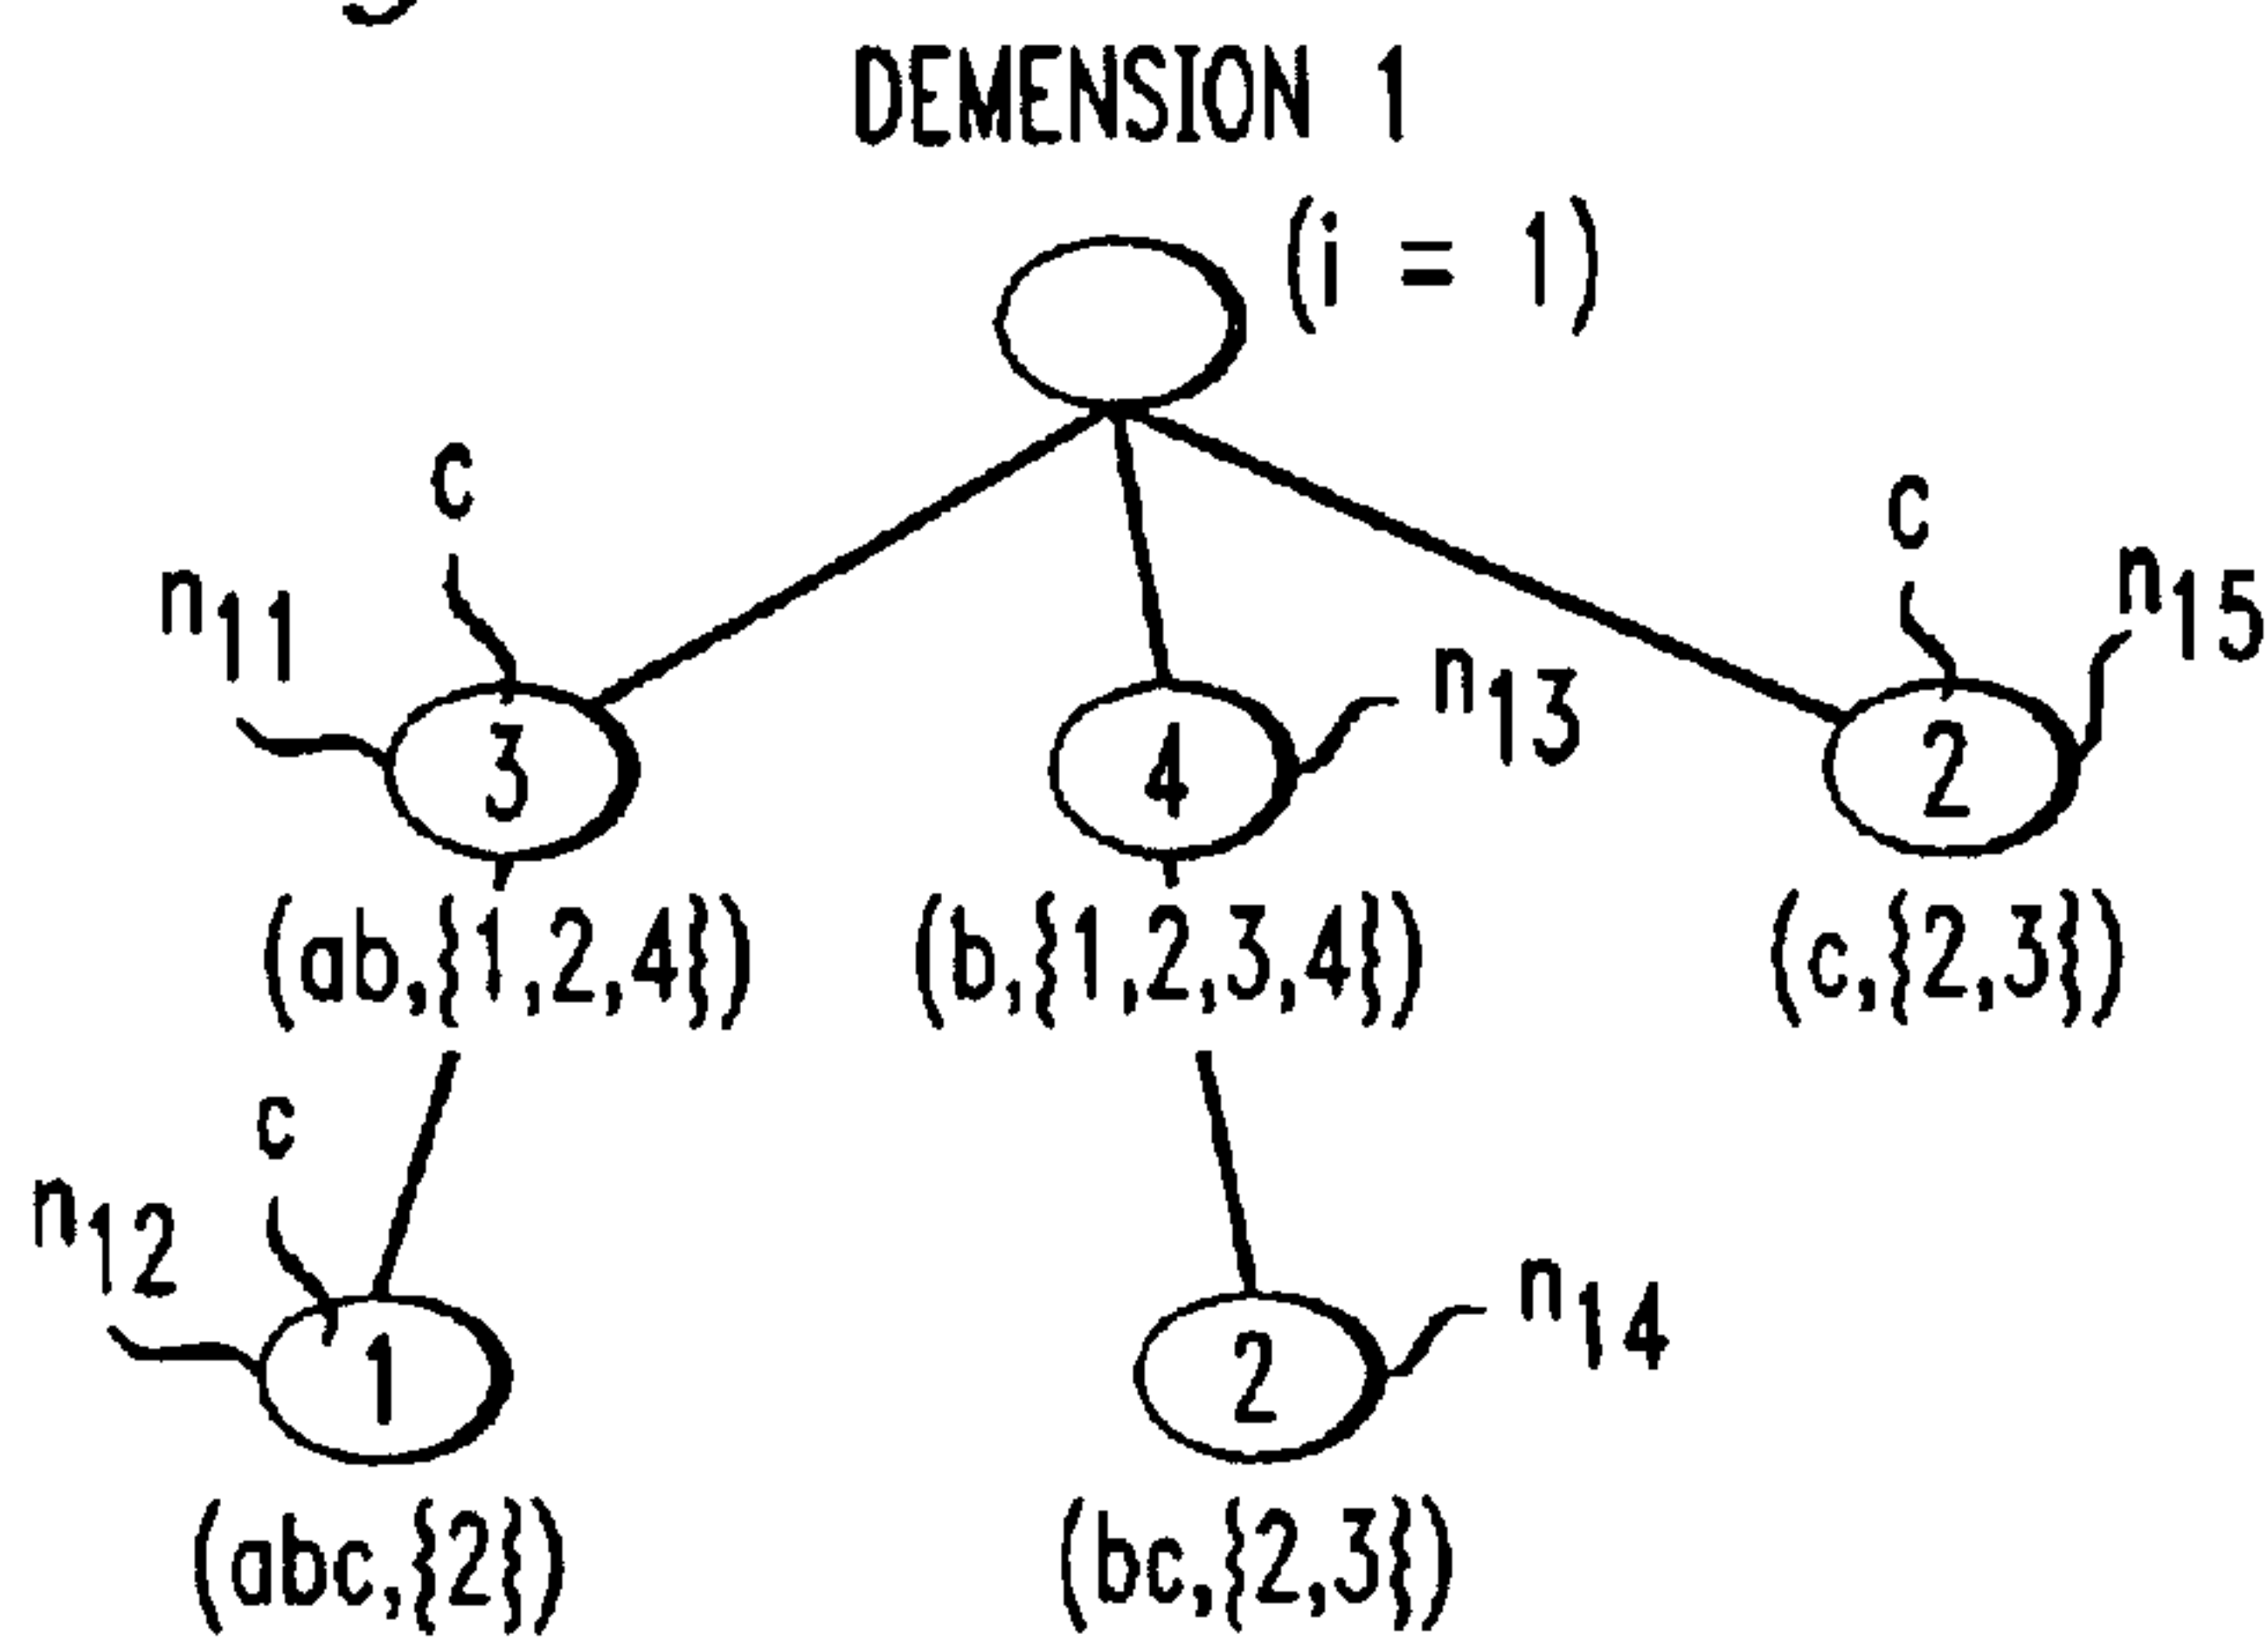 DEMENSION 1
(i = 1)
c
c
n11
n15
n13
3
4
2
(ab,{1,2,4})
(b,{1,2,3,4})
(c,{2,3})
c
n12
n14
1
2
(abc,{2})
(bc,{2,3})